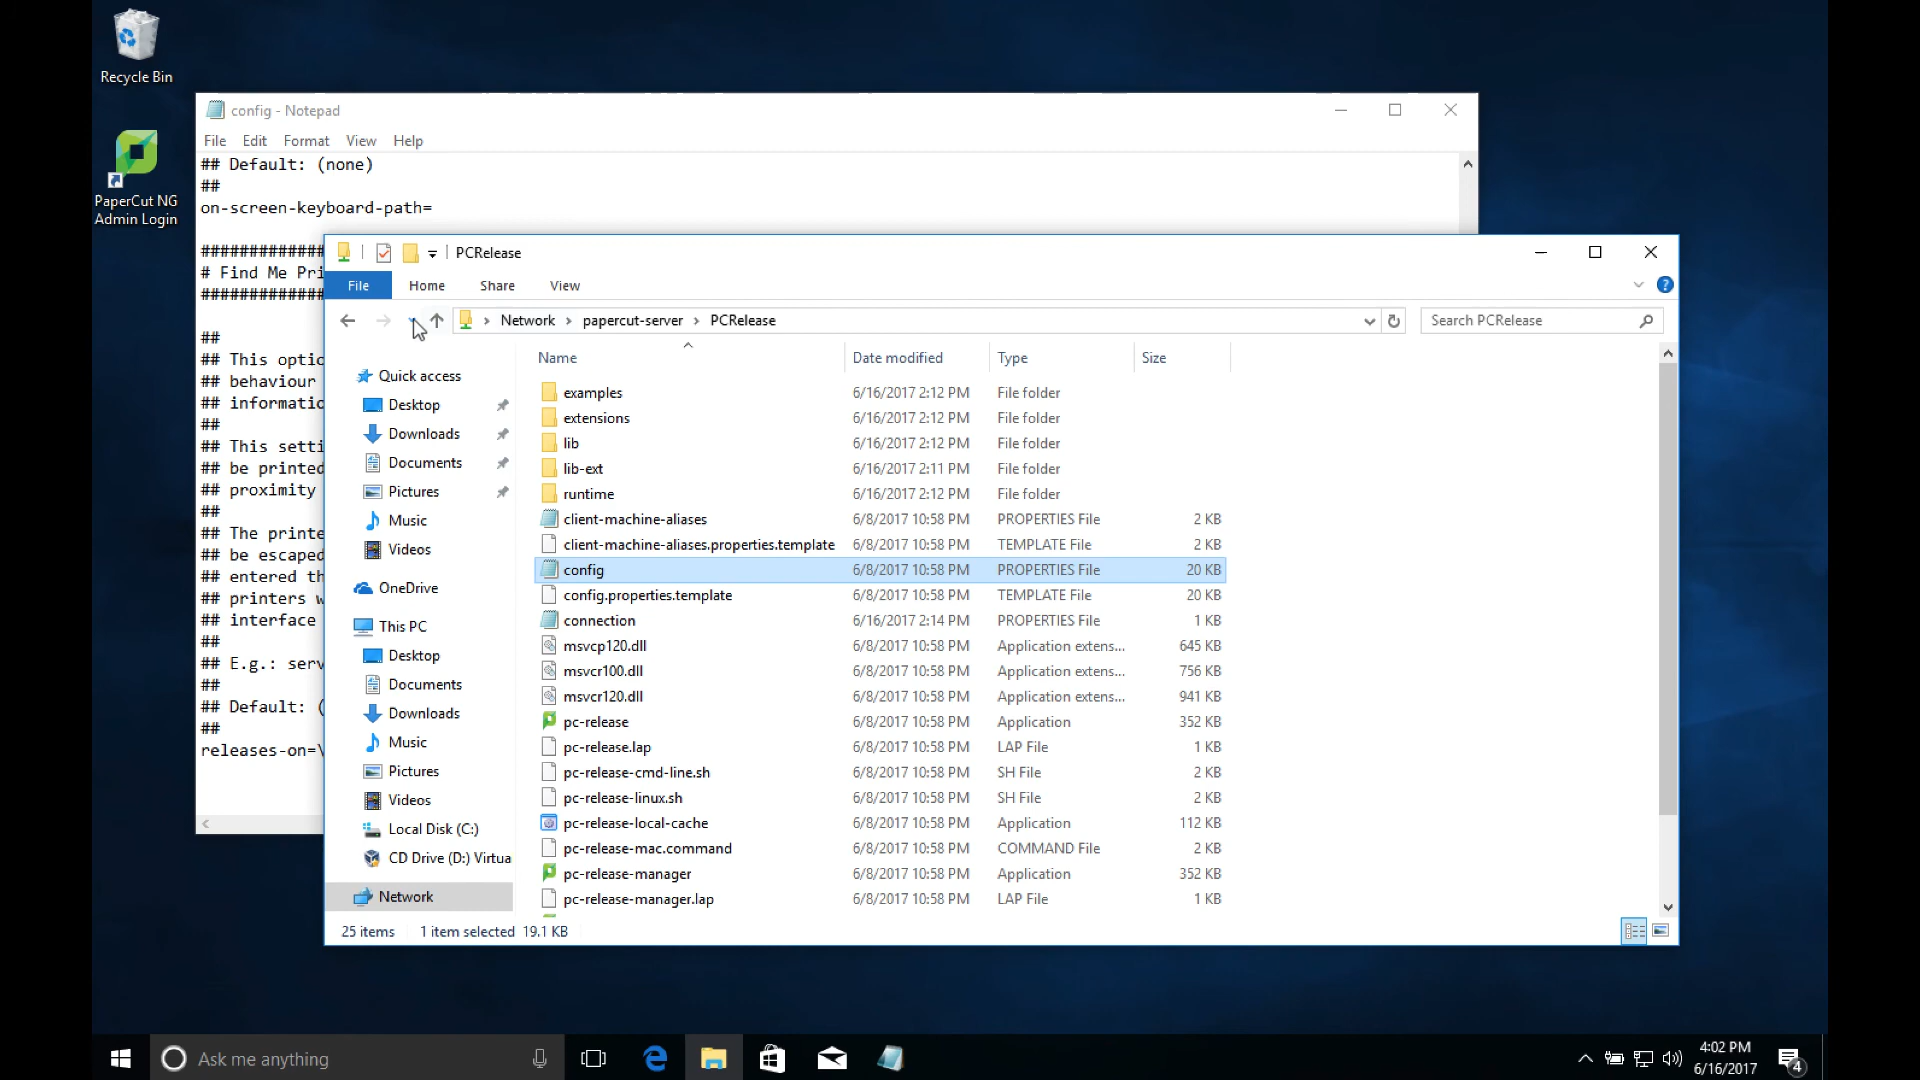 Recycle Bin
PaperCut NG
Admin Login
config - Notepad
File Edit Format View Help
## Default: (none)
##
on-screen-keyboard-path=
#############
# Find Me Pri
#############
##
## This optio
## behaviour
## informatio
##
## This setti
## be printed
## proximity
##
## The printe
## be escaped
## entered th
## printers w
## interface
##
## E.g.: serv
##
## Default: (
##
releases-on=\
PCRelease
File Home Share View
Network papercut-server PCRelease
Search PCRelease
Quick access
Desktop
Downloads
Documents
Pictures
Music
Videos
OneDrive
This PC
Desktop
Documents
Downloads
Music
Pictures
Videos
Local Disk (C:)
CD Drive (D:) Virtua
Network
Name Date modified Type Size
examples 6/16/2017 2:12 PM File folder
extensions 6/16/2017 2:12 PM File folder
lib 6/16/2017 2:12 PM File folder
lib-ext 6/16/2017 2:11 PM File folder
runtime 6/16/2017 2:12 PM File folder
client-machine-aliases 6/8/2017 10:58 PM PROPERTIES File 2 KB
client-machine-aliases.properties.template 6/8/2017 10:58 PM TEMPLATE File 2 KB
config 6/8/2017 10:58 PM PROPERTIES File 20 KB
config.properties.template 6/8/2017 10:58 PM TEMPLATE File 20 KB
connection 6/16/2017 2:14 PM PROPERTIES File 1 KB
msvcp120.dll 6/8/2017 10:58 PM Application extens... 645 KB
msvcr100.dll 6/8/2017 10:58 PM Application extens... 756 KB
msvcr120.dll 6/8/2017 10:58 PM Application extens... 941 KB
pc-release 6/8/2017 10:58 PM Application 352 KB
pc-release.lap 6/8/2017 10:58 PM LAP File 1 KB
pc-release-cmd-line.sh 6/8/2017 10:58 PM SH File 2 KB
pc-release-linux.sh 6/8/2017 10:58 PM SH File 2 KB
pc-release-local-cache 6/8/2017 10:58 PM Application 112 KB
pc-release-mac.command 6/8/2017 10:58 PM COMMAND File 2 KB
pc-release-manager 6/8/2017 10:58 PM Application 352 KB
pc-release-manager.lap 6/8/2017 10:58 PM LAP File 1 KB
25 items 1 item selected 19.1 KB
Ask me anything
4:02 PM
6/16/2017
4